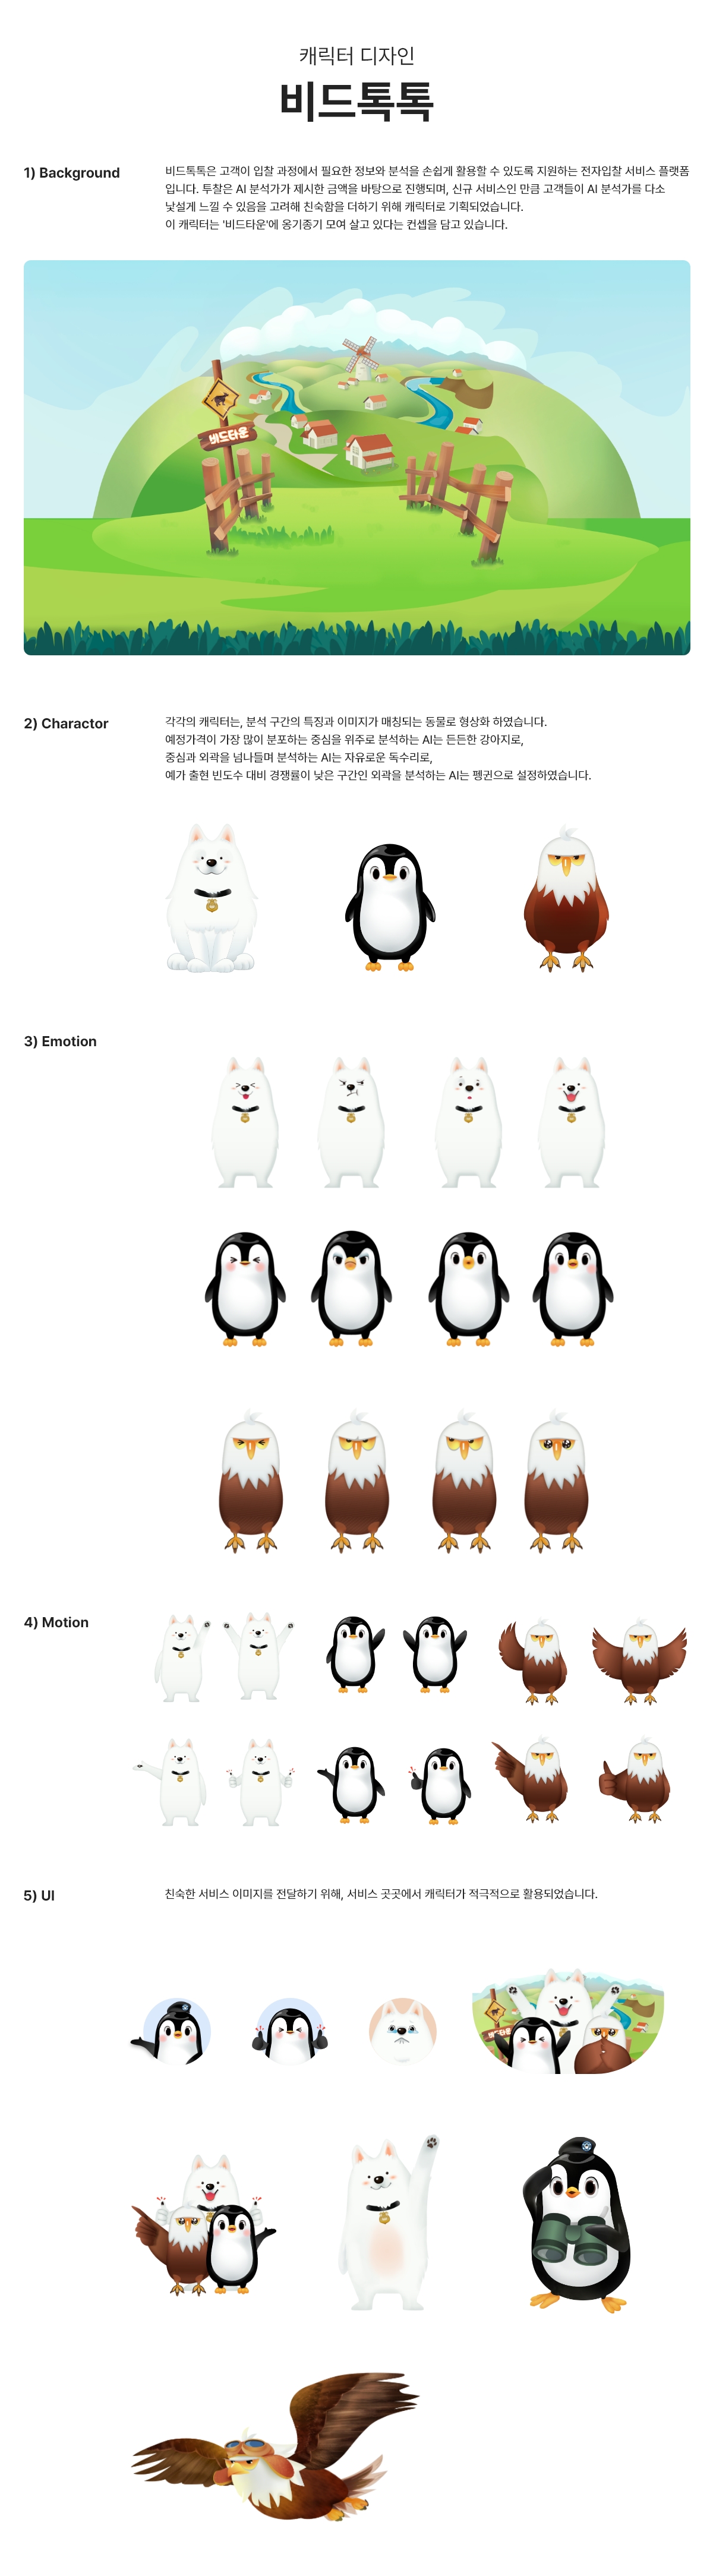 캐릭터 디자인
비드톡톡
1) Background
비드톡톡은 고객이 입찰 과정에서 필요한 정보와 분석을 손쉽게 활용할 수 있도록 지원하는 전자입찰 서비스 플랫폼
입니다. 투찰은 AI 분석가가 제시한 금액을 바탕으로 진행되며, 신규 서비스인 만큼 고객들이 AI 분석가를 다소
낯설게 느낄 수 있음을 고려해 친숙함을 더하기 위해 캐릭터로 기획되었습니다.
이 캐릭터는 '비드타운'에 옹기종기 모여 살고 있다는 컨셉을 담고 있습니다.
비드타운
2) Charactor
각각의 캐릭터는, 분석 구간의 특징과 이미지가 매칭되는 동물로 형상화 하였습니다.
예정가격이 가장 많이 분포하는 중심을 위주로 분석하는 AI는 든든한 강아지로,
중심과 외곽을 넘나들며 분석하는 AI는 자유로운 독수리로,
예가 출현 빈도수 대비 경쟁률이 낮은 구간인 외곽을 분석하는 AI는 펭귄으로 설정하였습니다.
3) Emotion
4) Motion
5) UI
친숙한 서비스 이미지를 전달하기 위해, 서비스 곳곳에서 캐릭터가 적극적으로 활용되었습니다.